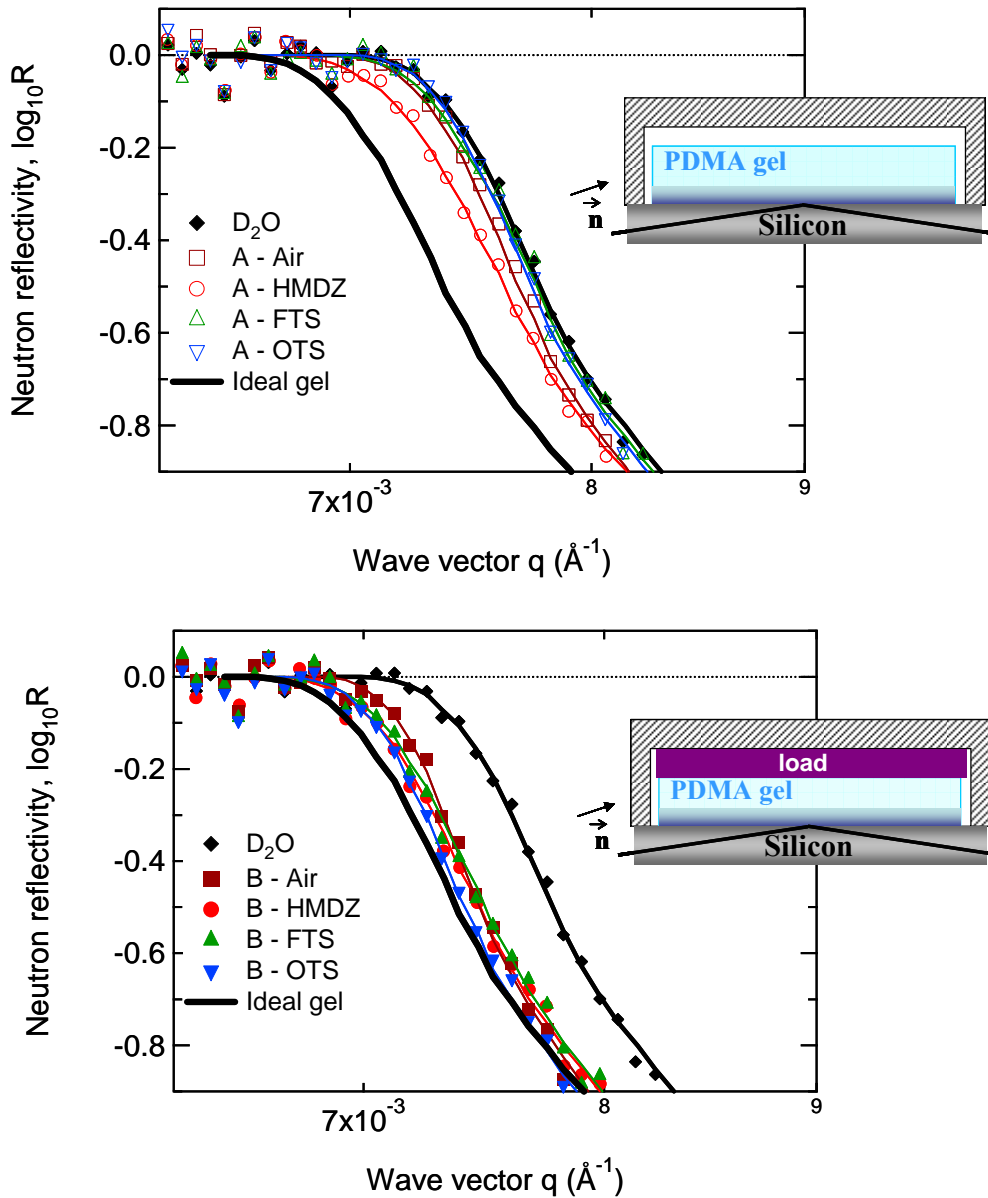 Neutron reflectivity, log₁₀R
0.0
-0.2
-0.4
-0.6
-0.8
D₂O
A - Air
A - HMDZ
A - FTS
A - OTS
Ideal gel
PDMA gel
n
Silicon
7x10⁻³
8
9
Wave vector q (Å⁻¹)
Neutron reflectivity, log₁₀R
0.0
-0.2
-0.4
-0.6
-0.8
D₂O
B - Air
B - HMDZ
B - FTS
B - OTS
Ideal gel
load
PDMA gel
n
Silicon
7x10⁻³
8
9
Wave vector q (Å⁻¹)